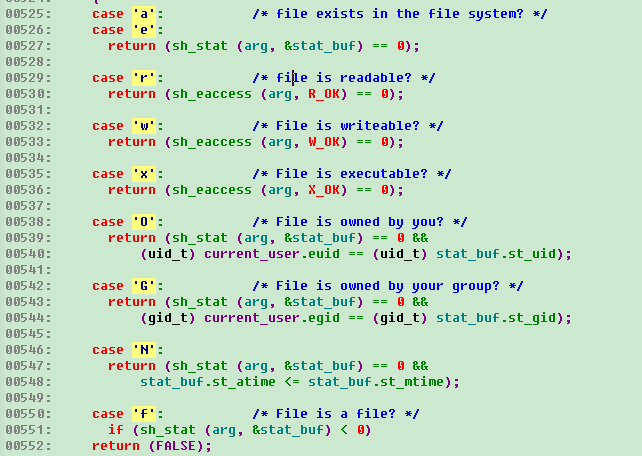 00525:     case 'a':           /* file exists in the file system? */
00526:     case 'e':
00527:       return (sh_stat (arg, &stat_buf) == 0);
00528:
00529:     case 'r':           /* file is readable? */
00530:       return (sh_eaccess (arg, R_OK) == 0);
00531:
00532:     case 'w':           /* File is writeable? */
00533:       return (sh_eaccess (arg, W_OK) == 0);
00534:
00535:     case 'x':           /* File is executable? */
00536:       return (sh_eaccess (arg, X_OK) == 0);
00537:
00538:     case 'O':           /* File is owned by you? */
00539:       return (sh_stat (arg, &stat_buf) == 0 &&
00540:           (uid_t) current_user.euid == (uid_t) stat_buf.st_uid);
00541:
00542:     case 'G':           /* File is owned by your group? */
00543:       return (sh_stat (arg, &stat_buf) == 0 &&
00544:           (gid_t) current_user.egid == (gid_t) stat_buf.st_gid);
00545:
00546:     case 'N':
00547:       return (sh_stat (arg, &stat_buf) == 0 &&
00548:           stat_buf.st_atime <= stat_buf.st_mtime);
00549:
00550:     case 'f':           /* File is a file? */
00551:       if (sh_stat (arg, &stat_buf) < 0)
00552:     return (FALSE);